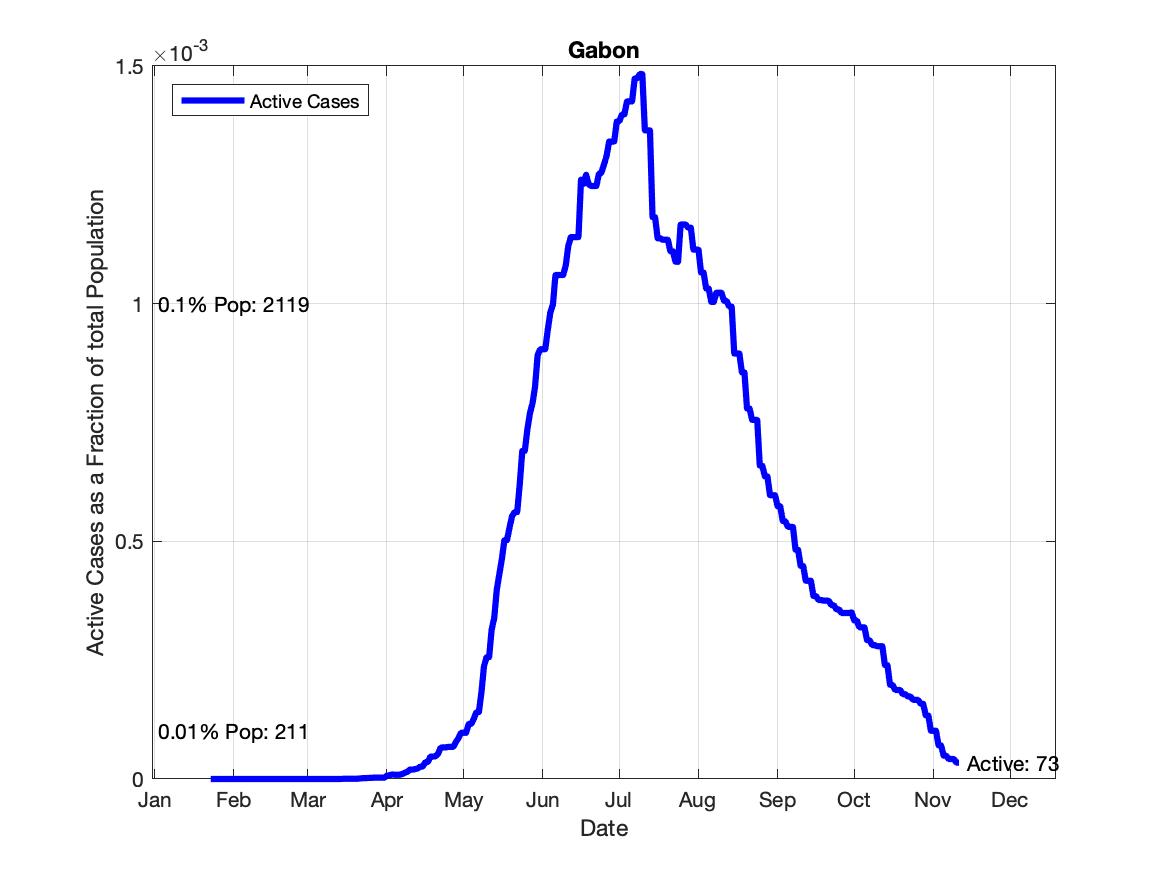 Gabon
×10-3
1.5
Active Cases
Active Cases as a Fraction of total Population
1
0.1% Pop: 2119
0.5
0.01% Pop: 211
0
Active: 73
Jan Feb Mar Apr May Jun Jul Aug Sep Oct Nov Dec
Date